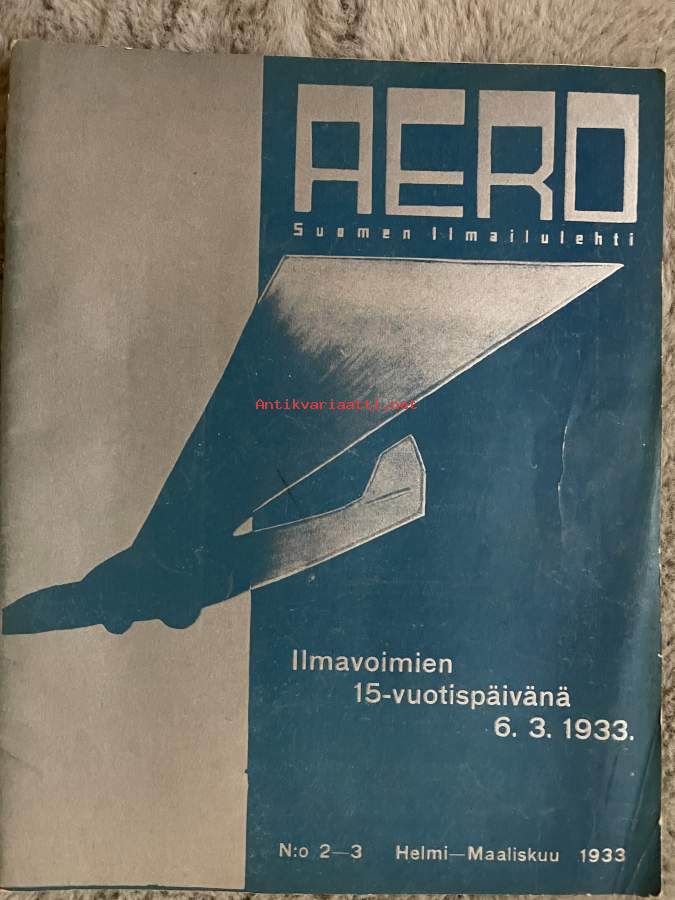 AERO
Suomen Ilmailulehti
Antikvariaatti.net
Ilmavoimien
15-vuotispäivänä
6. 3. 1933.
N:o 2—3 Helmi—Maaliskuu 1933